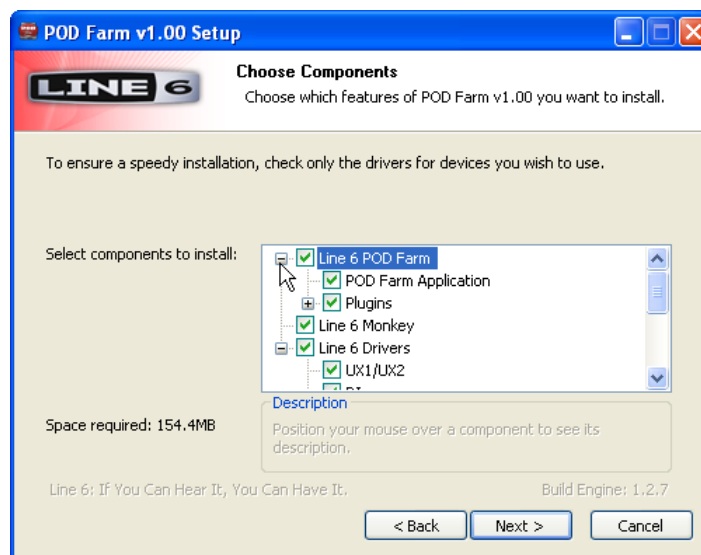 POD Farm v1.00 Setup
LINE 6
Choose Components
Choose which features of POD Farm v1.00 you want to install.
To ensure a speedy installation, check only the drivers for devices you wish to use.
Select components to install:
Line 6 POD Farm
POD Farm Application
Plugins
Line 6 Monkey
Line 6 Drivers
UX1/UX2
Space required: 154.4MB
Description
Position your mouse over a component to see its
description.
Line 6: If You Can Hear It, You Can Have It.
Build Engine: 1.2.7
< Back
Next >
Cancel